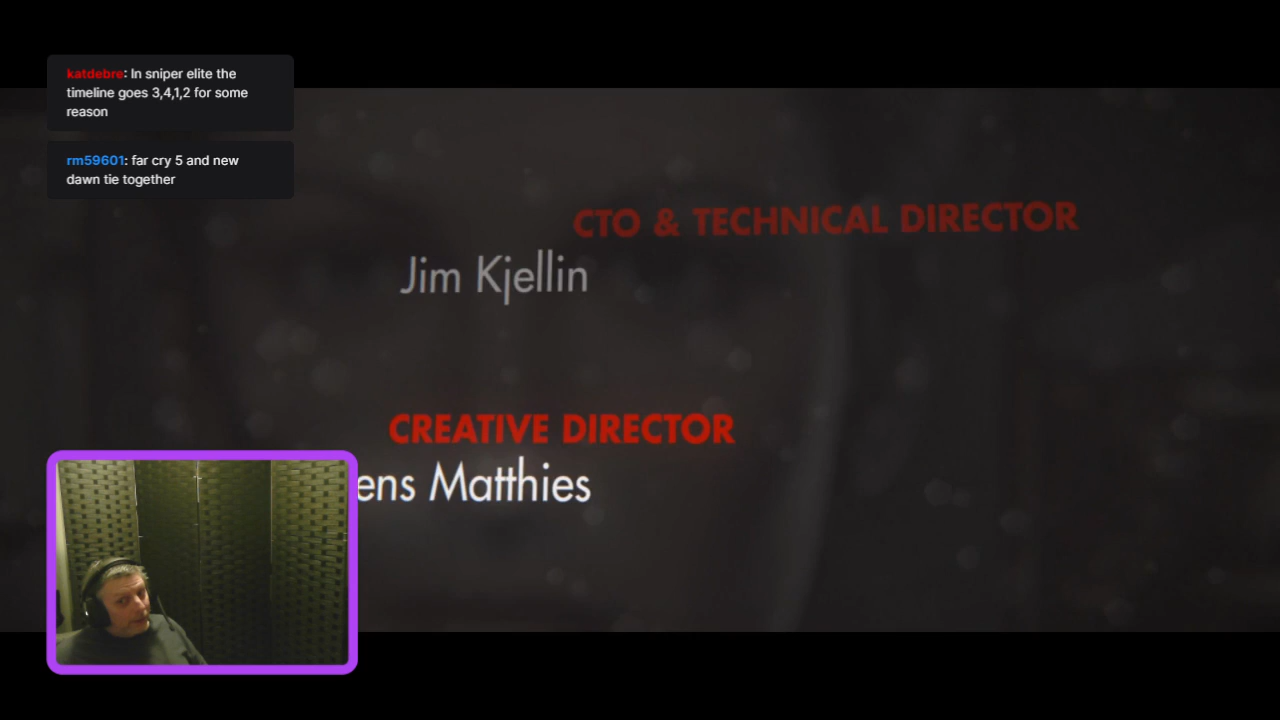 katdebre: In sniper elite the
timeline goes 3,4,1,2 for some
reason
rm59601: far cry 5 and new
dawn tie together
CTO & TECHNICAL DIRECTOR
Jim Kjellin
CREATIVE DIRECTOR
ens Matthies